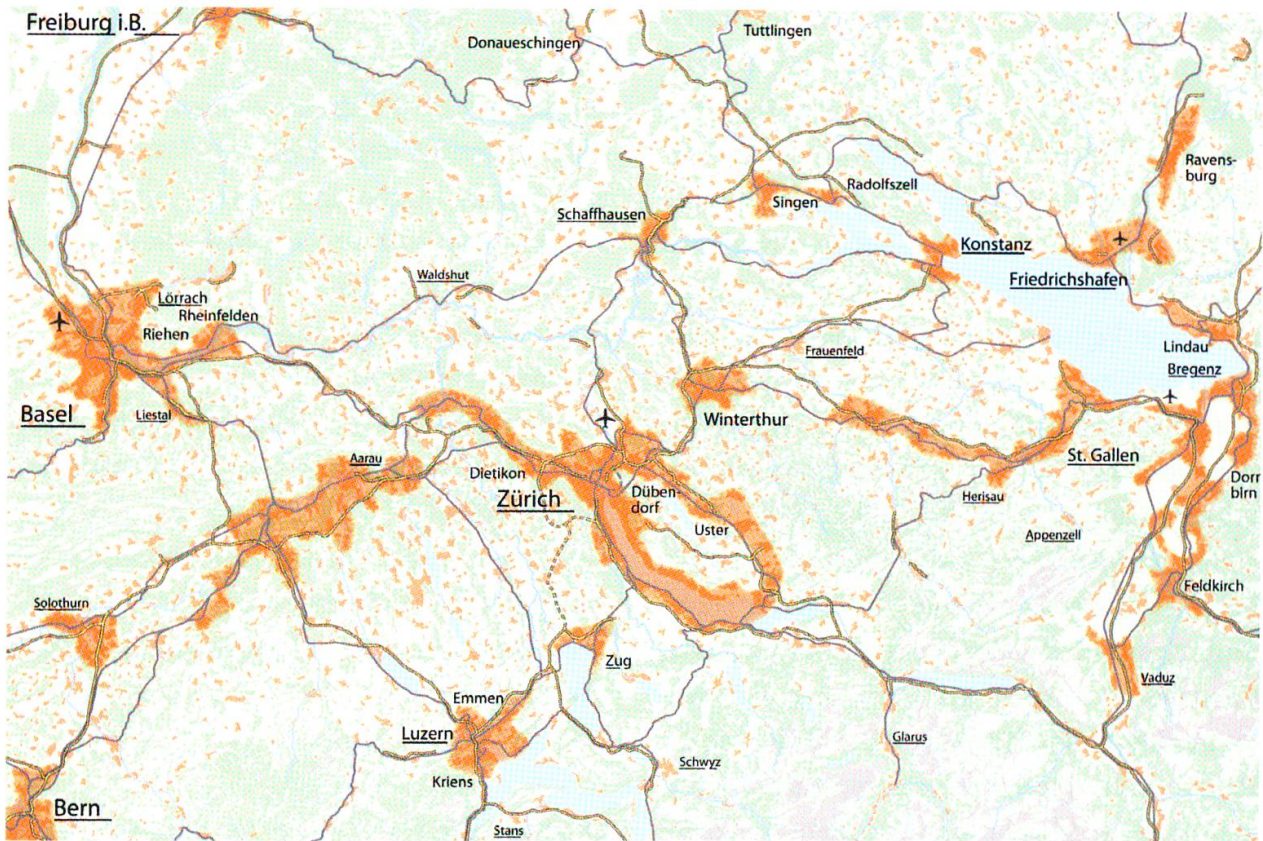 Freiburg i.B.
Donaueschingen
Tuttlingen
Ravens-
burg
Radolfszell
Singen
Schaffhausen
Konstanz
Friedrichshafen
Waldshut
Lörrach
Rheinfelden
Riehen
Lindau
Bregenz
Frauenfeld
Basel
Liestal
Winterthur
St. Gallen
Aarau
Dietikon
Zürich
Düben-
dorf
Uster
Herisau
Dorn
birn
Appenzell
Feldkirch
Solothurn
Zug
Vaduz
Emmen
Luzern
Glarus
Schwyz
Kriens
Bern
Stans